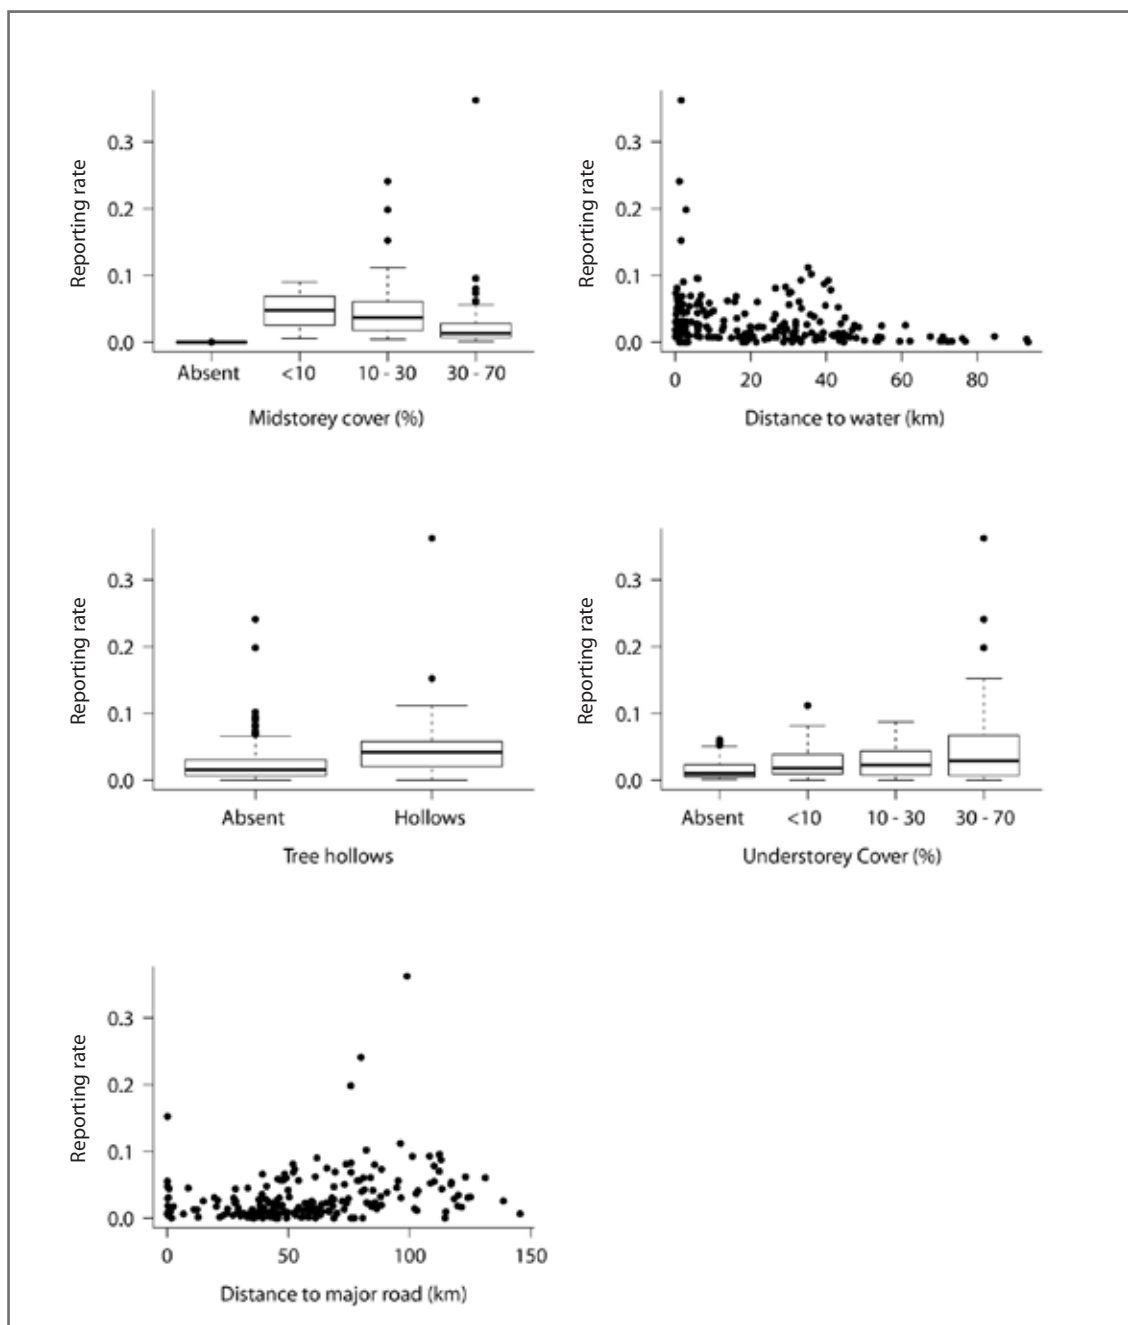 Reporting rate
0.3
0.2
0.1
0.0
Absent <10 10 - 30 30 - 70
Midstorey cover (%)
Reporting rate
0.3
0.2
0.1
0.0
0 20 40 60 80
Distance to water (km)
Reporting rate
0.3
0.2
0.1
0.0
Absent Hollows
Tree hollows
Reporting rate
0.3
0.2
0.1
0.0
Absent <10 10 - 30 30 - 70
Understorey Cover (%)
Reporting rate
0.3
0.2
0.1
0.0
0 50 100 150
Distance to major road (km)